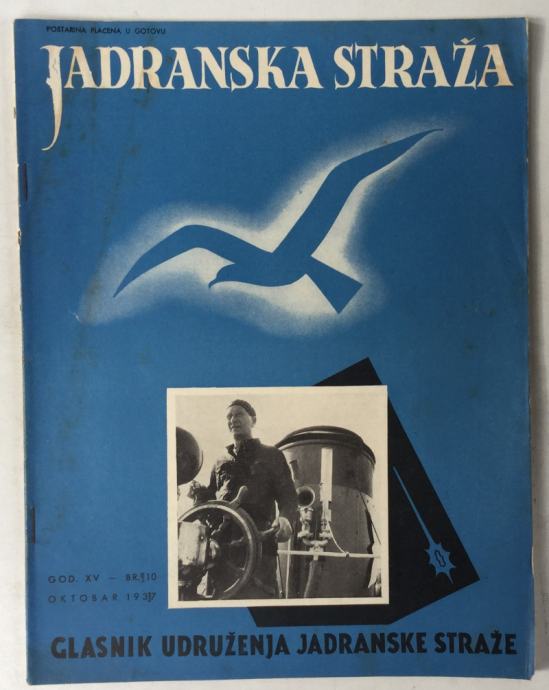 POŠTARINA PLAĆENA U GOTOVU
JADRANSKA STRAŽA
GOD. XV — BR. 10
OKTOBAR 1937
GLASNIK UDRUŽENJA JADRANSKE STRAŽE